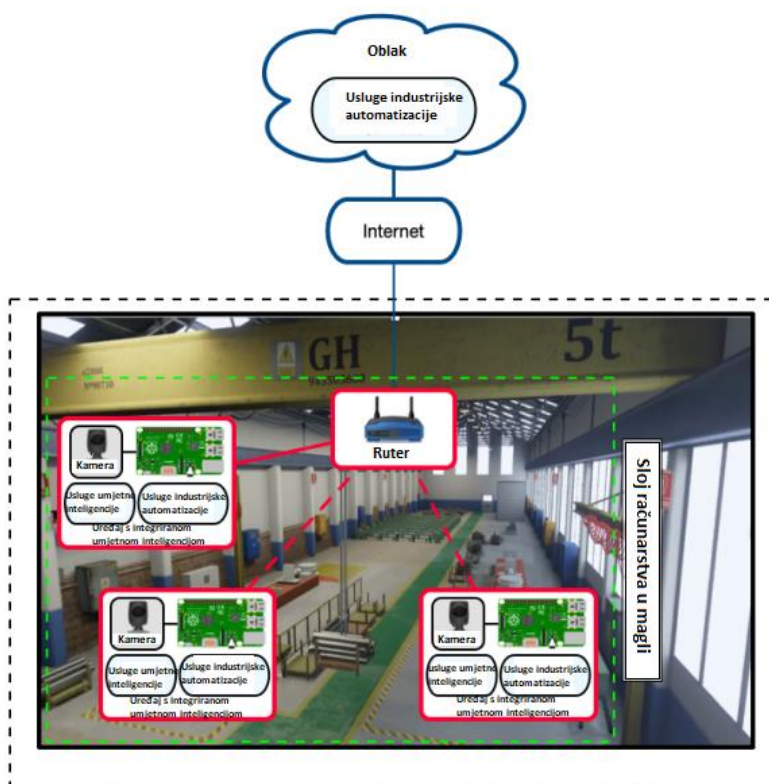 Oblak
Usluge industrijske
automatizacije
Internet
GH
5t
Ruter
Kamera
Usluge umjetne
inteligencije
Usluge industrijske
automatizacije
Uređaj s integriranom
umjetnom inteligencijom
Sloj računarstva u magli
Kamera
Usluge umjetne
inteligencije
Usluge industrijske
automatizacije
Uređaj s integriranom
umjetnom inteligencijom
Kamera
usluge umjetne
inteligencije
Usluge industrijske
automatizacije
Uređaj s integriranom
umjetnom inteligencijom